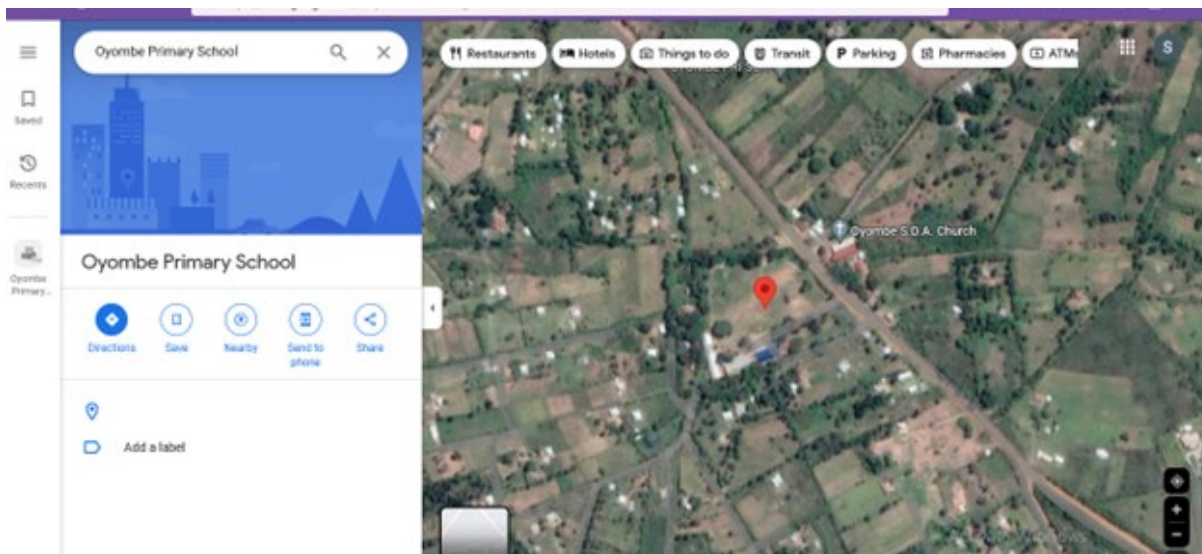 Oyombe Primary School
Restaurants
Hotels
Things to do
Transit
Parking
Pharmacies
S
Saved
Recents
Oyombe
Primary...
Oyombe Primary School
Directions
Save
Nearby
Send to
phone
Share
Add a label
Oyombe S.D.A. Church